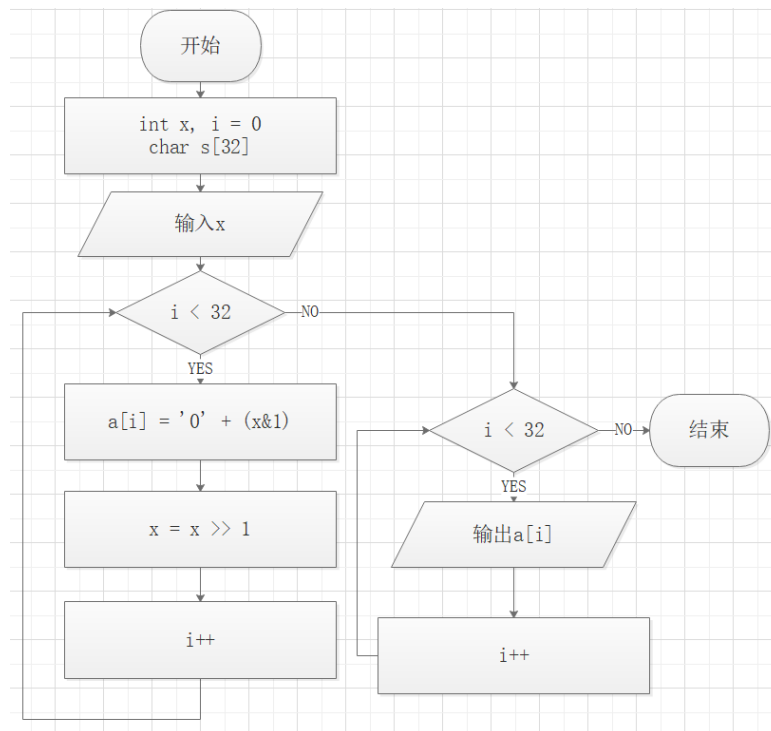 开始
int x, i = 0
char s[32]
输入x
i < 32
NO
YES
a[i] = '0' + (x&1)
x = x >> 1
i++
i < 32
NO
结束
YES
输出a[i]
i++